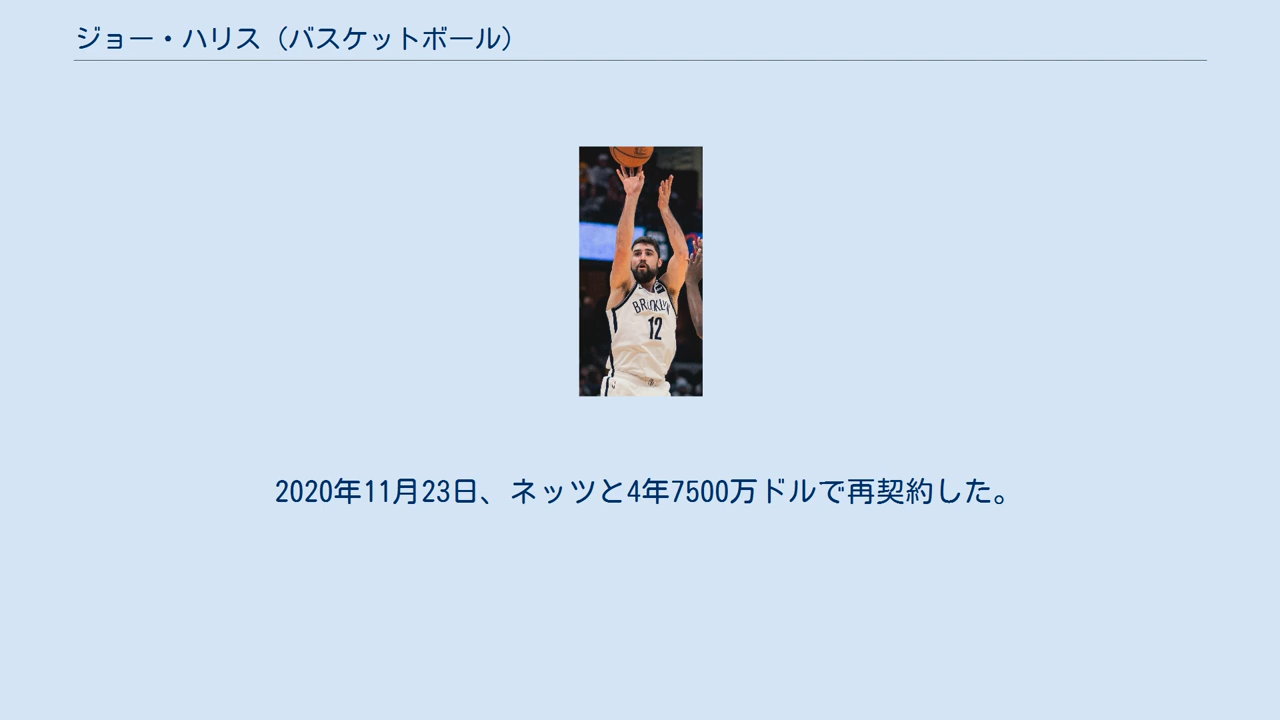 ジョー・ハリス（バスケットボール）
BROOKLYN
12
2020年11月23日、ネッツと4年7500万ドルで再契約した。